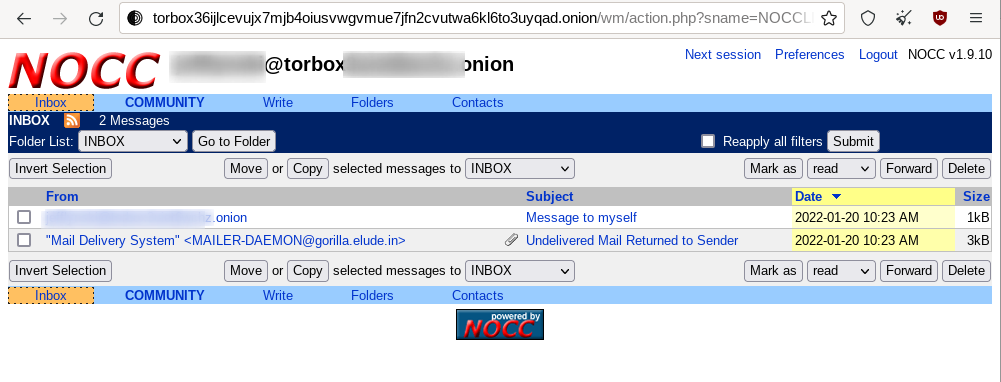 torbox36ijlcevujx7mjb4oiusvwgvmue7jfn2cvutwa6kl6to3uyqad.onion/wm/action.php?sname=NOCCL
NOCC @torbox onion Next session Preferences Logout NOCC v1.9.10
Inbox COMMUNITY Write Folders Contacts
INBOX 2 Messages
Folder List: INBOX Go to Folder Reapply all filters Submit
Invert Selection Move or Copy selected messages to INBOX Mark as read Forward Delete
From Subject Date Size
.onion Message to myself 2022-01-20 10:23 AM 1kB
"Mail Delivery System" <MAILER-DAEMON@gorilla.elude.in> Undelivered Mail Returned to Sender 2022-01-20 10:23 AM 3kB
Invert Selection Move or Copy selected messages to INBOX Mark as read Forward Delete
Inbox COMMUNITY Write Folders Contacts
powered by
NOCC